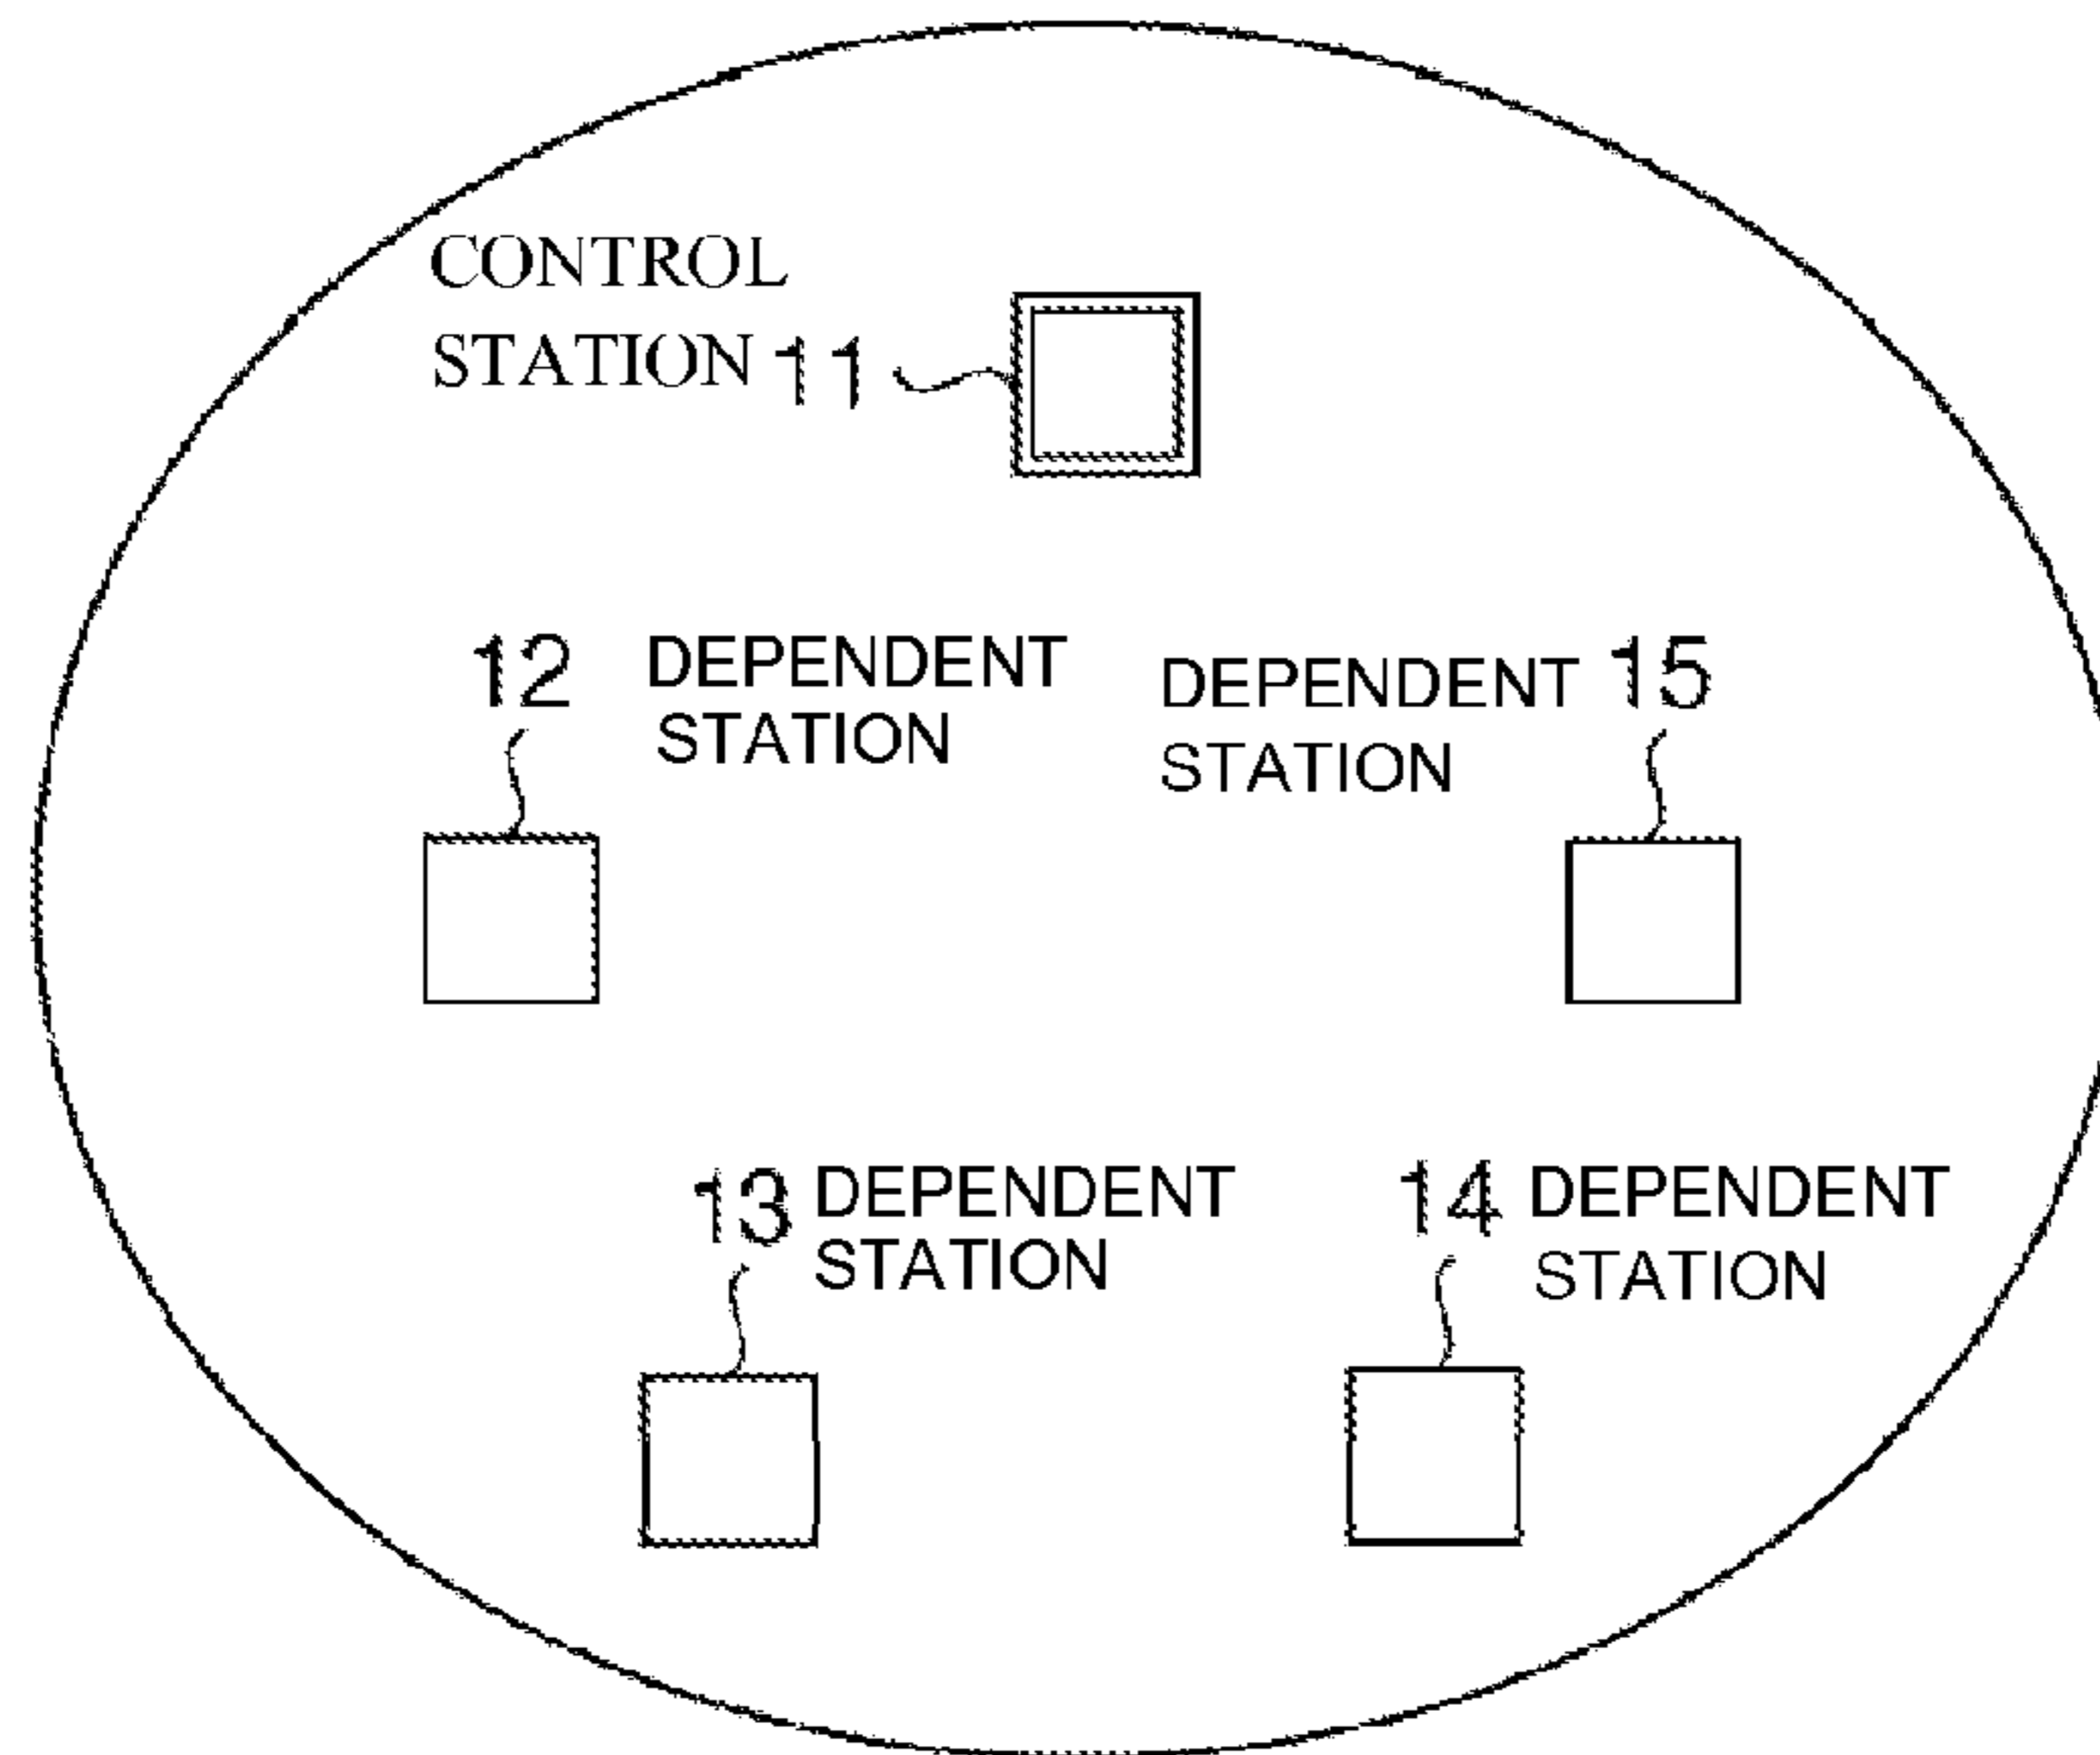 CONTROL
STATION 11
12 DEPENDENT
STATION
DEPENDENT 15
STATION
13 DEPENDENT
STATION
14 DEPENDENT
STATION